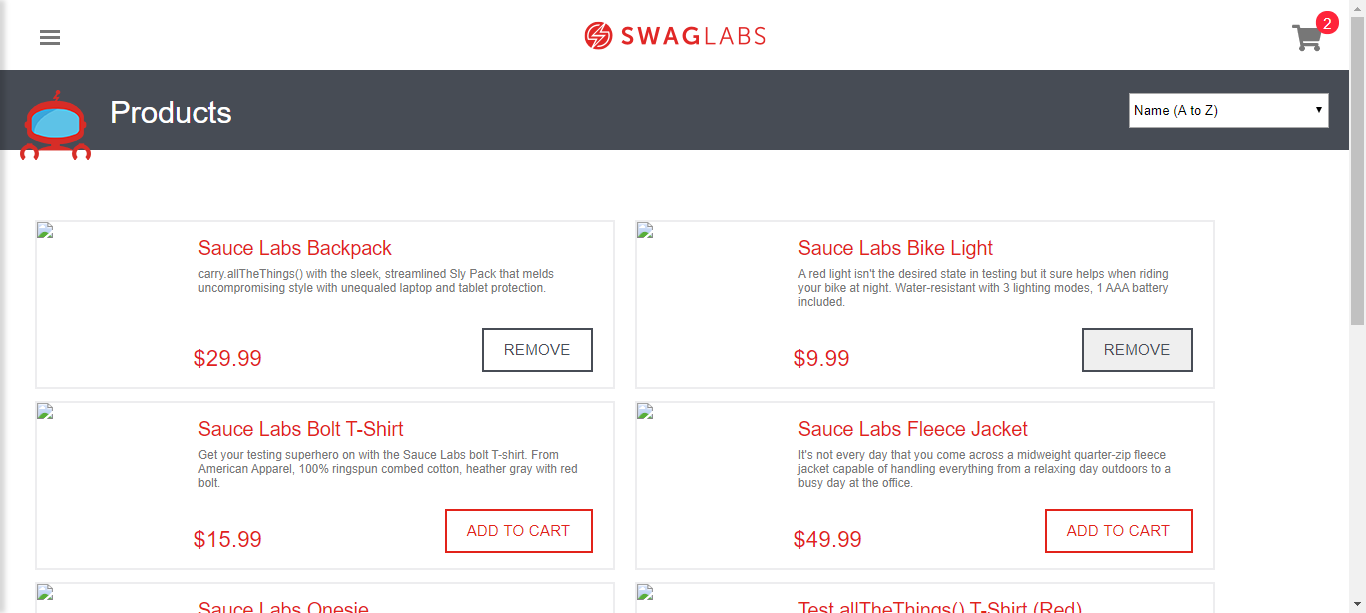 SWAGLABS
2
Products
Name (A to Z)
Sauce Labs Backpack
carry.allTheThings() with the sleek, streamlined Sly Pack that melds
uncompromising style with unequaled laptop and tablet protection.
$29.99
REMOVE
Sauce Labs Bike Light
A red light isn't the desired state in testing but it sure helps when riding
your bike at night. Water-resistant with 3 lighting modes, 1 AAA battery
included.
$9.99
REMOVE
Sauce Labs Bolt T-Shirt
Get your testing superhero on with the Sauce Labs bolt T-shirt. From
American Apparel, 100% ringspun combed cotton, heather gray with red
bolt.
$15.99
ADD TO CART
Sauce Labs Fleece Jacket
It's not every day that you come across a midweight quarter-zip fleece
jacket capable of handling everything from a relaxing day outdoors to a
busy day at the office.
$49.99
ADD TO CART
Sauce Labs Onesie
Test.allTheThings() T-Shirt (Red)